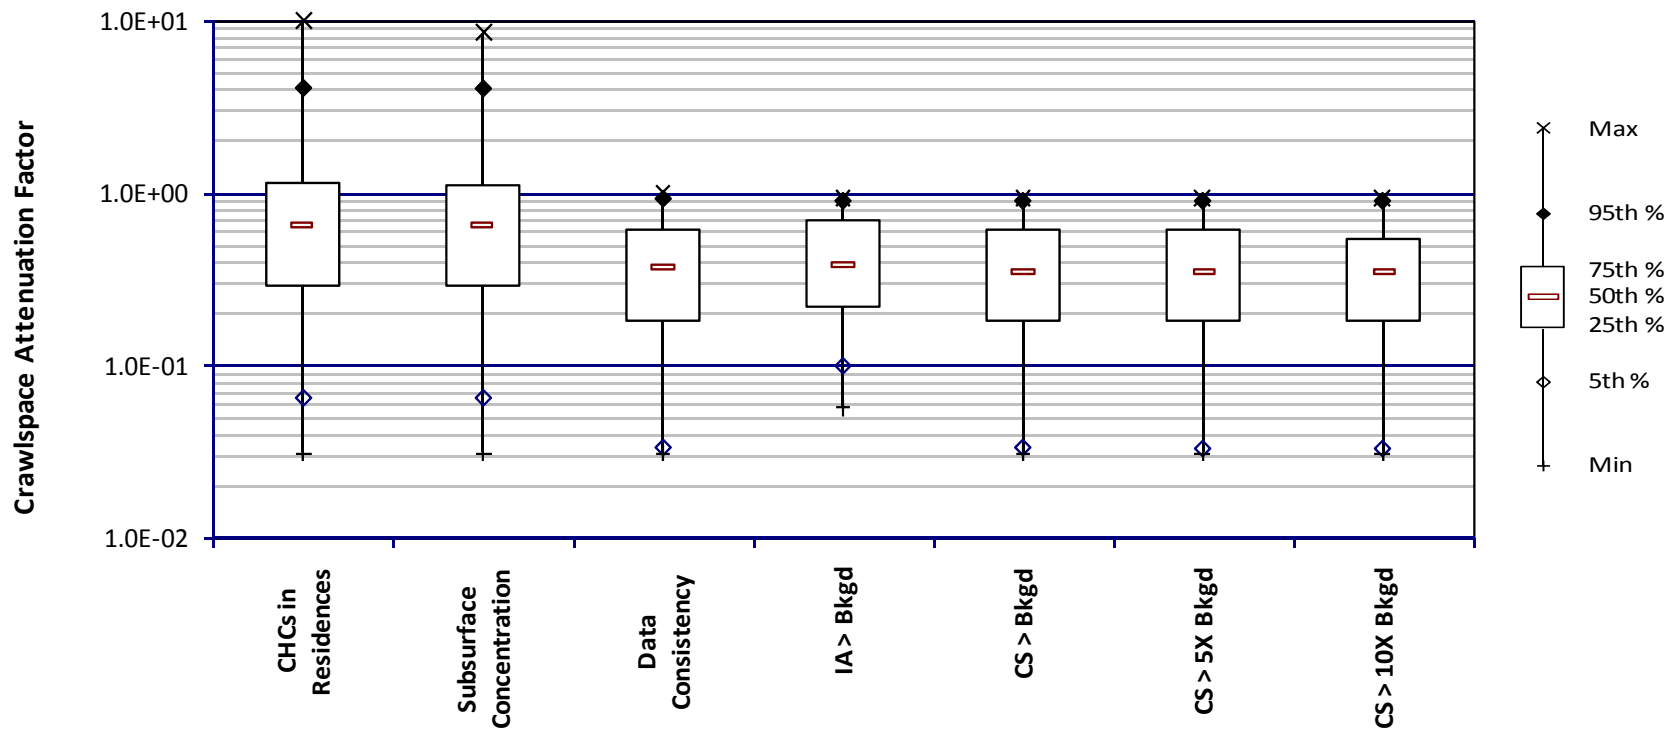 Crawlspace Attenuation Factor
1.0E+01
1.0E+00
1.0E-01
1.0E-02
CHCs in
Residences
Subsurface
Concentration
Data
Consistency
IA > Bkgd
CS > Bkgd
CS > 5X Bkgd
CS > 10X Bkgd
Max
95th %
75th %
50th %
25th %
5th %
Min